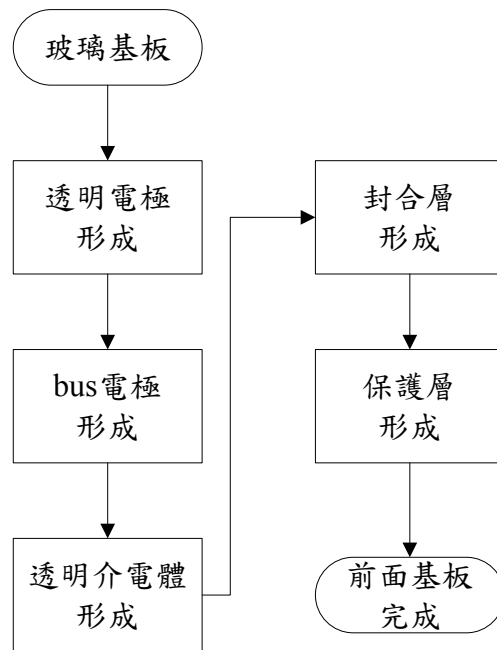 玻璃基板
透明電極
形成
bus電極
形成
透明介電體
形成
封合層
形成
保護層
形成
前面基板
完成